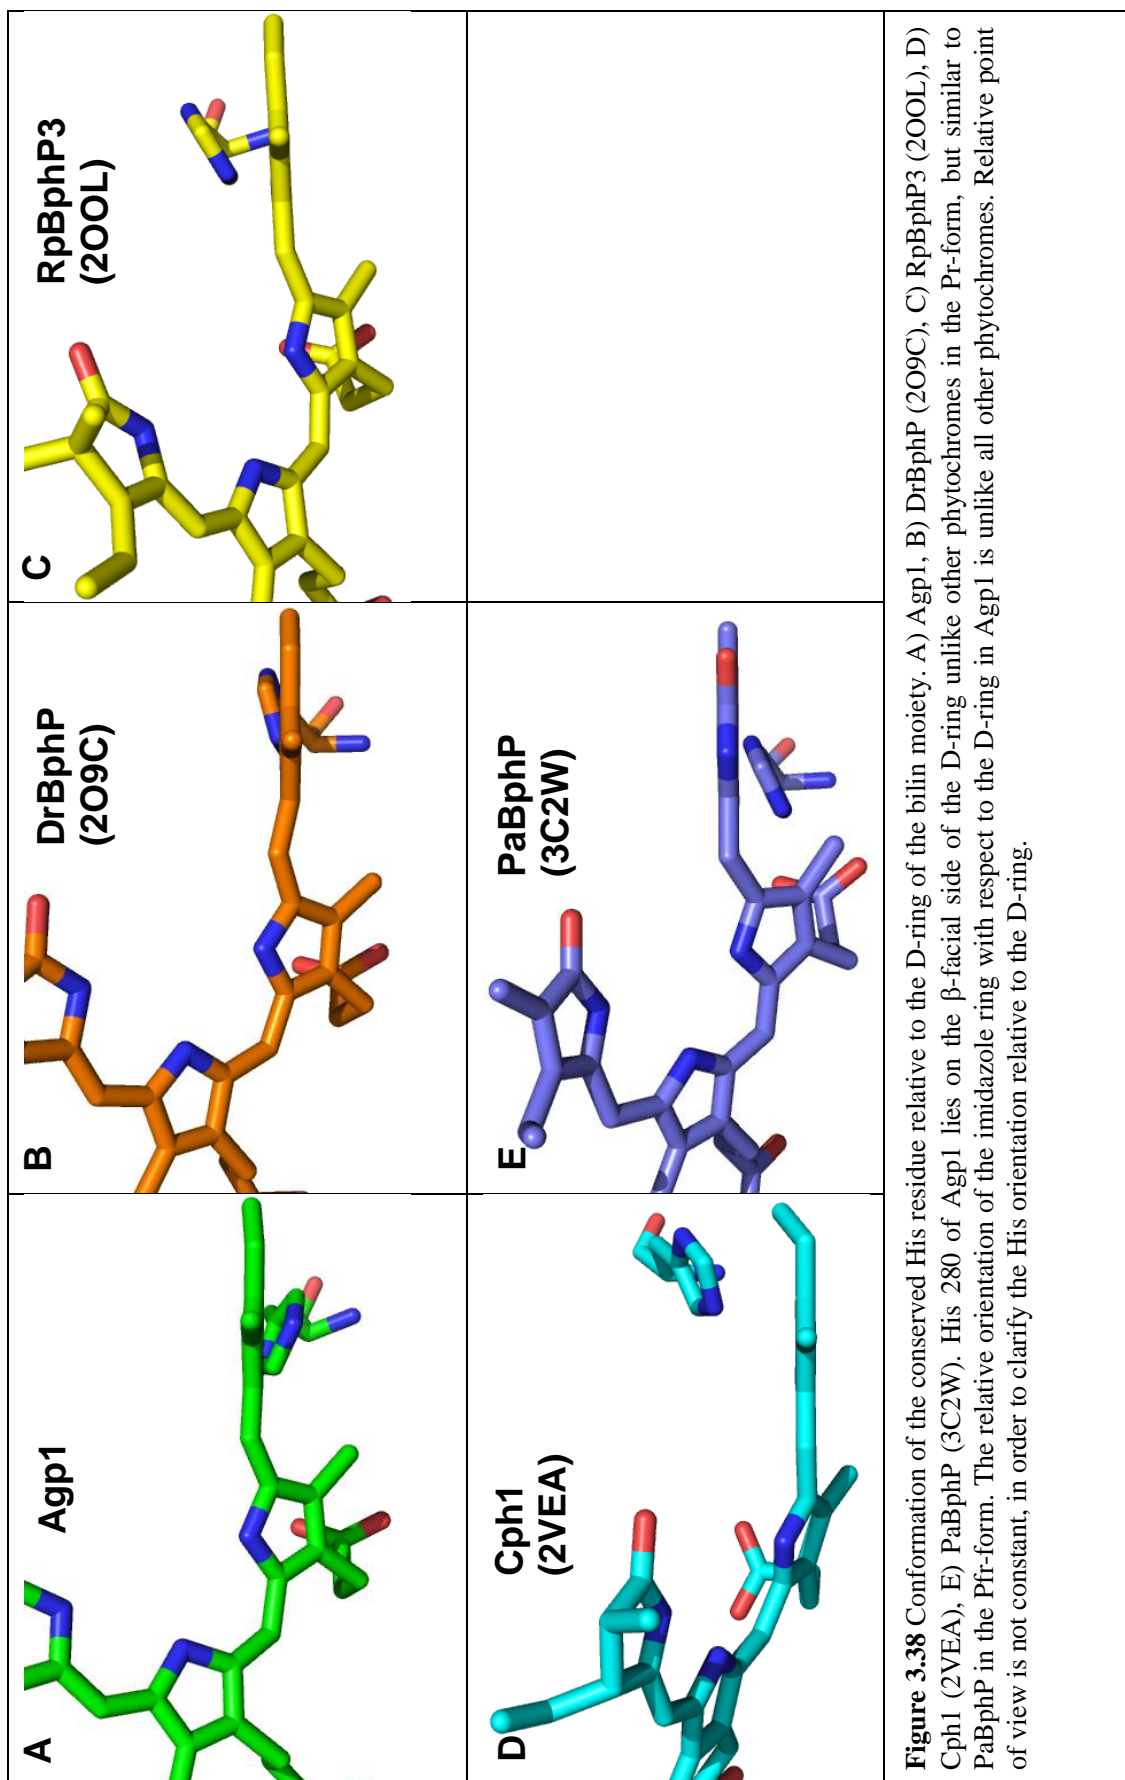 A
Agp1
B
DrBphP
(2O9C)
C
RpBphP3
(2OOL)
D
Cph1
(2VEA)
E
PaBphP
(3C2W)
Figure 3.38 Conformation of the conserved His residue relative to the D-ring of the bilin moiety. A) Agp1, B) DrBphP (2O9C), C) RpBphP3 (2OOL), D)
Cph1 (2VEA), E) PaBphP (3C2W). His 280 of Agp1 lies on the β-facial side of the D-ring unlike other phytochromes in the Pr-form, but similar to
PaBphP in the Pfr-form. The relative orientation of the imidazole ring with respect to the D-ring in Agp1 is unlike all other phytochromes. Relative point
of view is not constant, in order to clarify the His orientation relative to the D-ring.